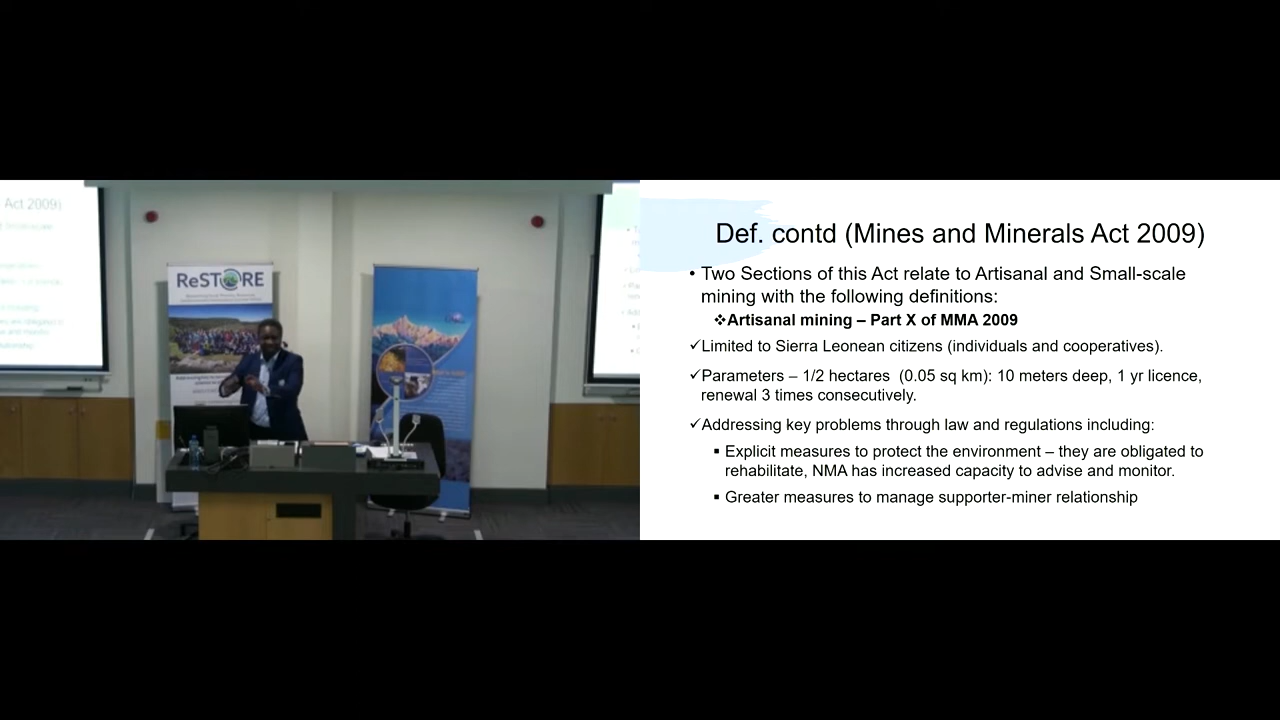 Act 2009)
ReSTORE
Def. contd (Mines and Minerals Act 2009)
• Two Sections of this Act relate to Artisanal and Small-scale
mining with the following definitions:
❖Artisanal mining – Part X of MMA 2009
✓Limited to Sierra Leonean citizens (individuals and cooperatives).
✓Parameters – 1/2 hectares (0.05 sq km): 10 meters deep, 1 yr licence,
renewal 3 times consecutively.
✓Addressing key problems through law and regulations including:
▪ Explicit measures to protect the environment – they are obligated to
rehabilitate, NMA has increased capacity to advise and monitor.
▪ Greater measures to manage supporter-miner relationship